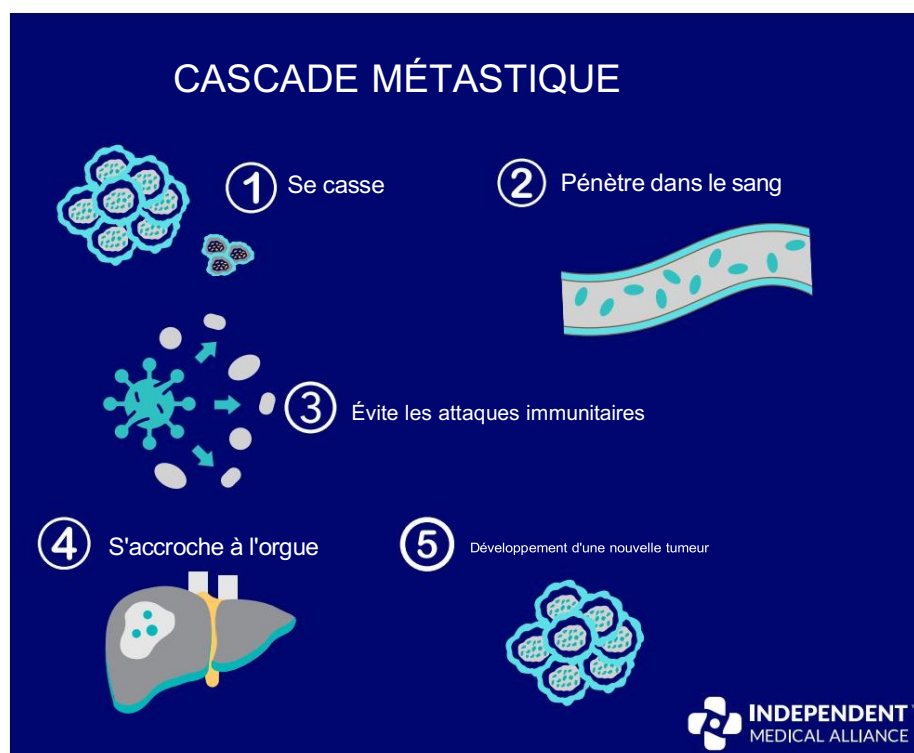 CASCADE MÉTASTIQUE
1 Se casse
2 Pénètre dans le sang
3 Évite les attaques immunitaires
4 S'accroche à l'orgue
5 Développement d'une nouvelle tumeur
INDEPENDENT
MEDICAL ALLIANCE